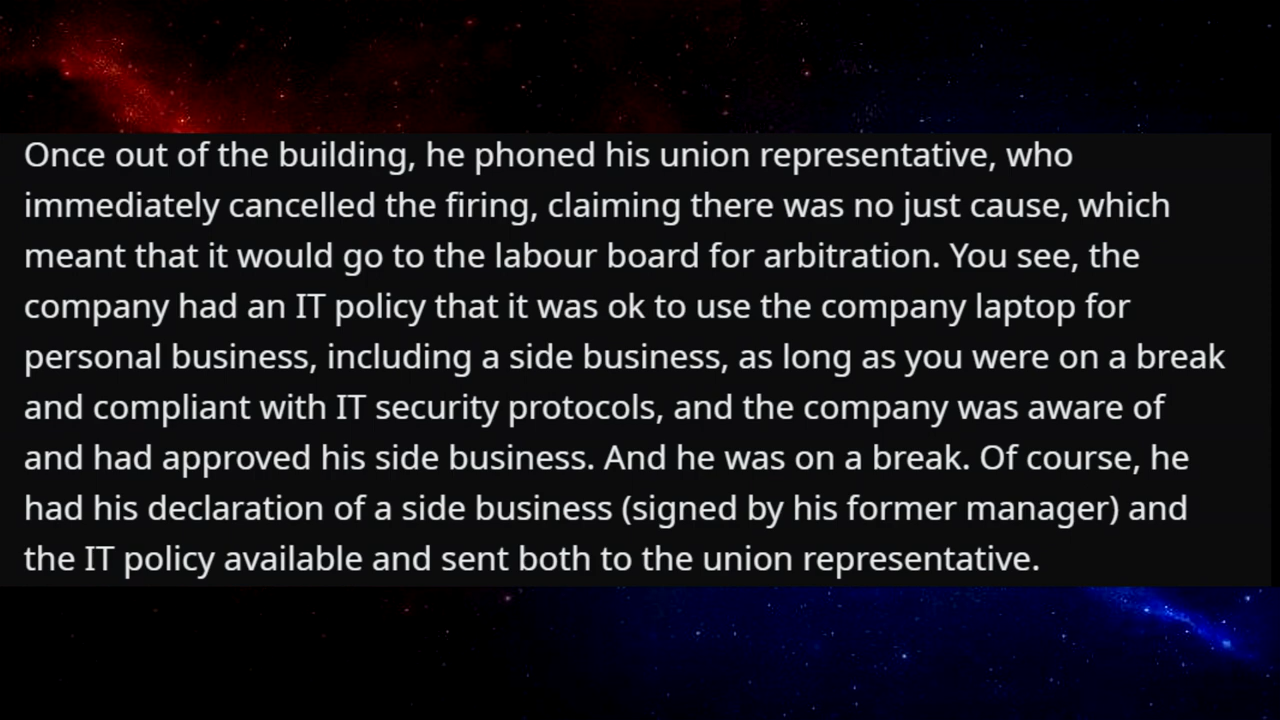 Once out of the building, he phoned his union representative, who
immediately cancelled the firing, claiming there was no just cause, which
meant that it would go to the labour board for arbitration. You see, the
company had an IT policy that it was ok to use the company laptop for
personal business, including a side business, as long as you were on a break
and compliant with IT security protocols, and the company was aware of
and had approved his side business. And he was on a break. Of course, he
had his declaration of a side business (signed by his former manager) and
the IT policy available and sent both to the union representative.